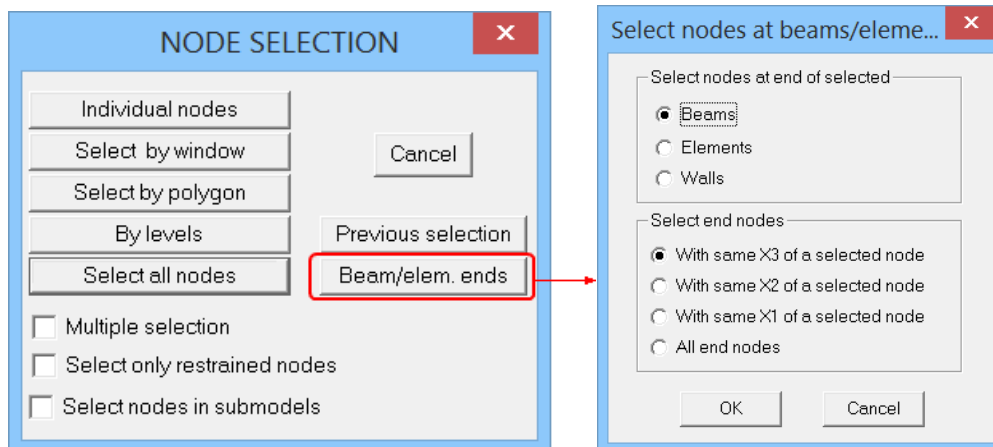 NODE SELECTION
x
Individual nodes
Select by window
Cancel
Select by polygon
By levels
Previous selection
Select all nodes
Beam/elem. ends
Multiple selection
Select only restrained nodes
Select nodes in submodels
Select nodes at beams/eleme...
x
Select nodes at end of selected
Beams
Elements
Walls
Select end nodes
With same X3 of a selected node
With same X2 of a selected node
With same X1 of a selected node
All end nodes
OK
Cancel